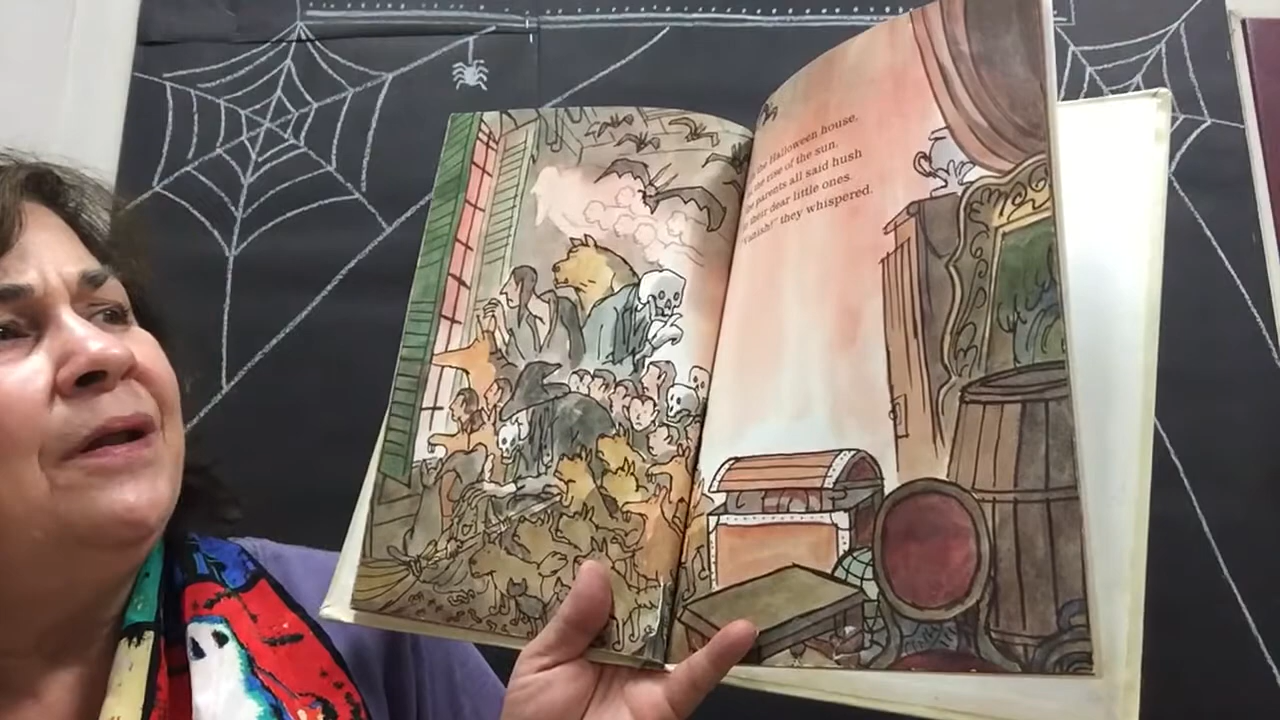 the Halloween house,
the rise of the sun,
parents all said hush
their dear little ones.
"Vanish!" they whispered.